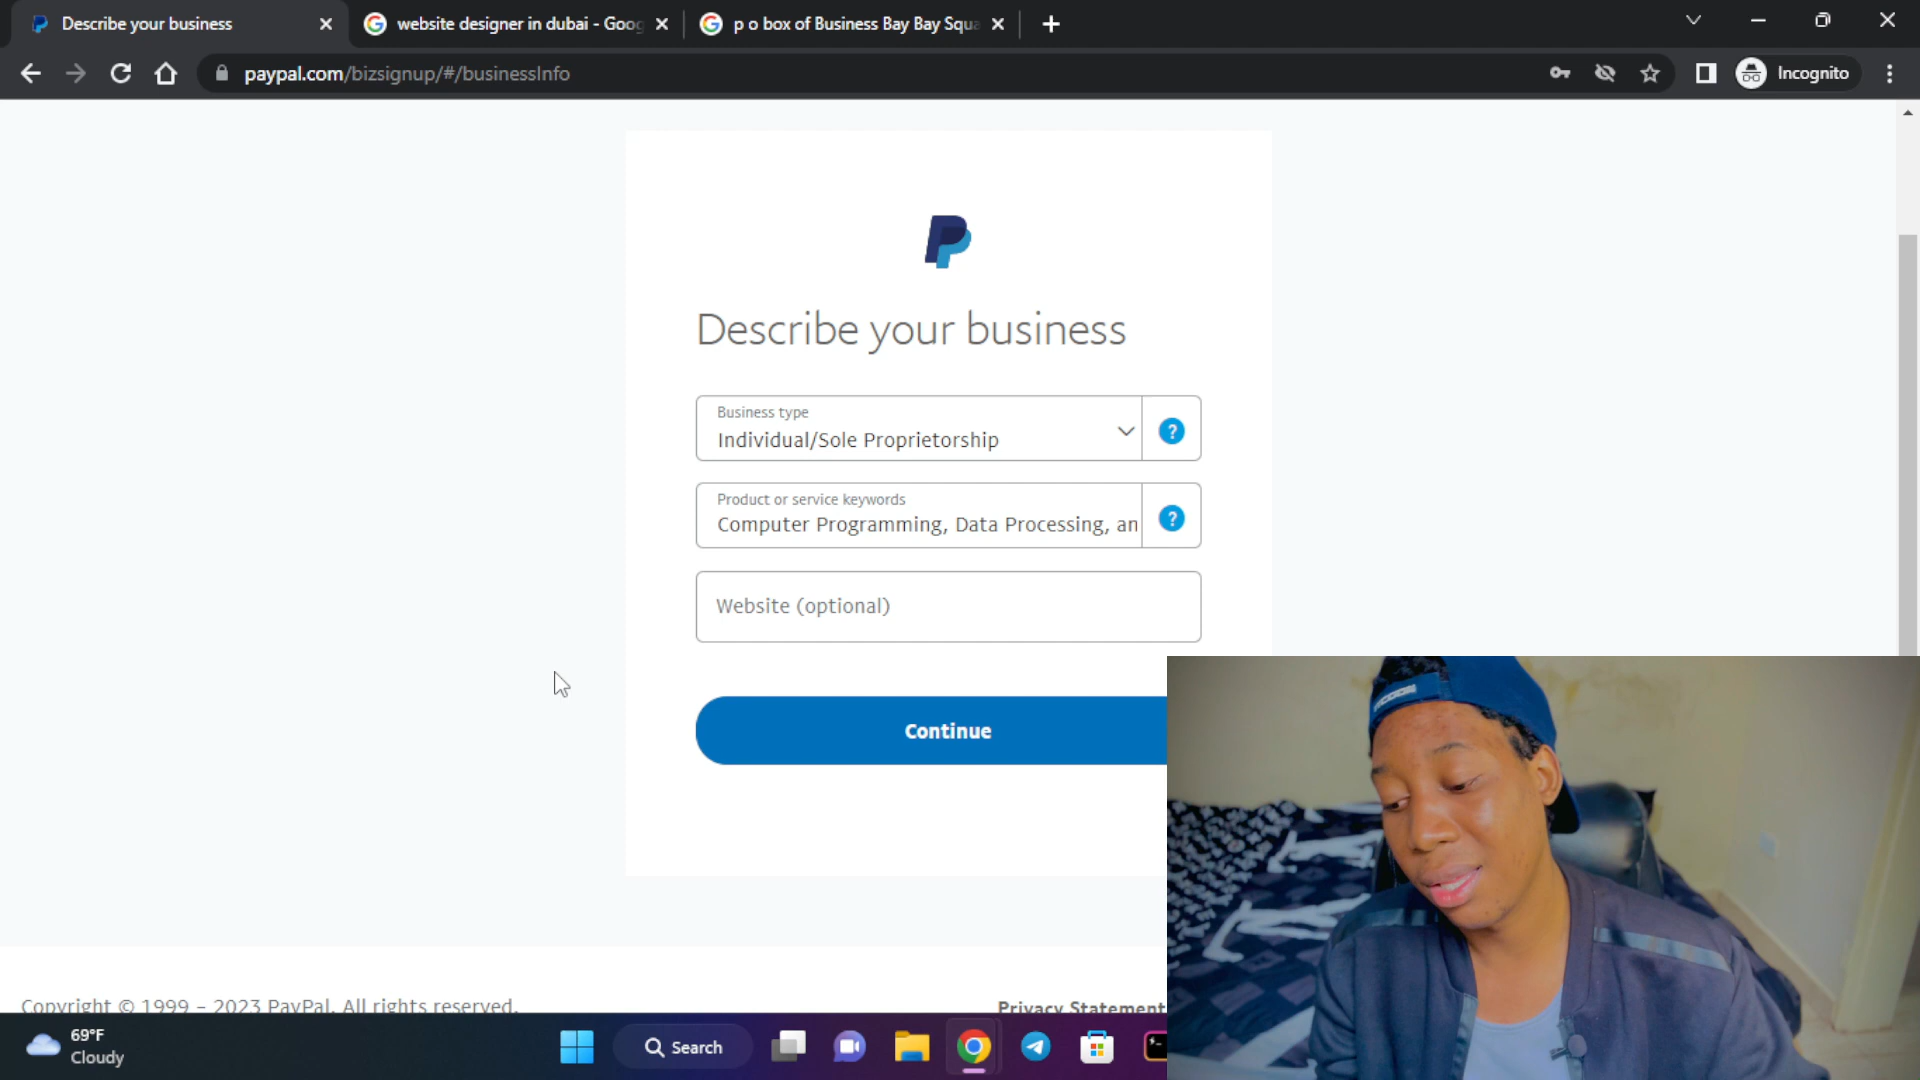 Describe your business
website designer in dubai - Goog
p o box of Business Bay Bay Squa
paypal.com/bizsignup/#/businessInfo
Incognito
Describe your business
Business type
Individual/Sole Proprietorship
?
Product or service keywords
Computer Programming, Data Processing, an
?
Website (optional)
Continue
Copyright © 1999 – 2023 PayPal. All rights reserved.
Privacy Statement
69°F
Cloudy
Search